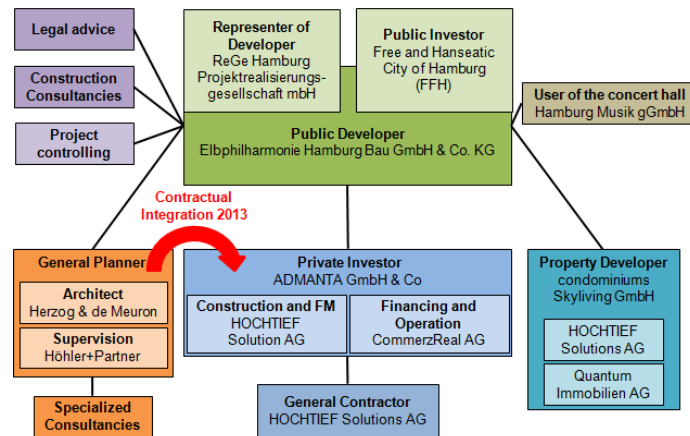 Legal advice
Construction
Consultancies
Project
controlling
Representer of
Developer
ReGe Hamburg
Projektrealisierungs-
gesellschaft mbH
Public Investor
Free and Hanseatic
City of Hamburg
(FFH)
Public Developer
Elbphilharmonie Hamburg Bau GmbH & Co. KG
User of the concert hall
Hamburg Musik gGmbH
Contractual
Integration 2013
General Planner
Architect
Herzog & de Meuron
Supervision
Höhler+Partner
Specialized
Consultancies
Private Investor
ADMANTA GmbH & Co
Construction and FM
HOCHTIEF
Solution AG
Financing and
Operation
CommerzReal AG
General Contractor
HOCHTIEF Solutions AG
Property Developer
condominiums
Skyliving GmbH
HOCHTIEF
Solutions AG
Quantum
Immobilien AG